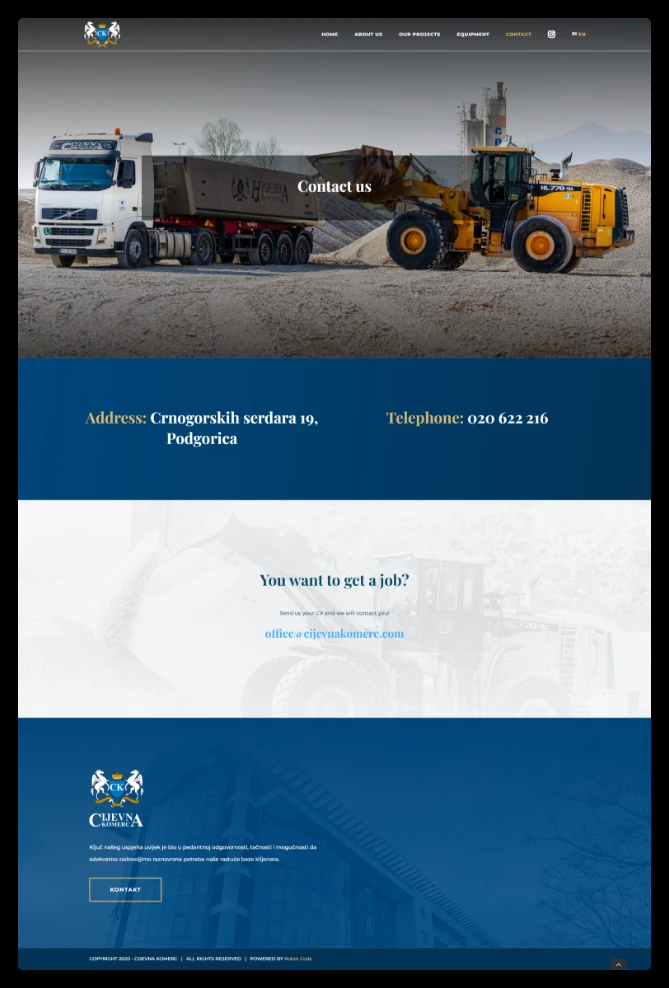 CK
HOME ABOUT US OUR PROJECTS EQUIPMENT CONTACT EN
CIJEVNA
HL770-9A
Contact us
Address: Crnogorskih serdara 19,
Podgorica
Telephone: 020 622 216
You want to get a job?
Send us your CV and we will contact you!
office@cijevnakomerc.com
CK
CIJEVNA
KOMERC
Ključ našeg uspjeha uvijek je bio u pedantnoj odgovornosti, tačnosti i mogućnosti da
adekvatno zadovoljimo raznovrsne potrebe naše rastuće baze klijenata.
KONTAKT
COPYRIGHT 2020 - CIJEVNA KOMERC | ALL RIGHTS RESERVED | POWERED BY Robot Code